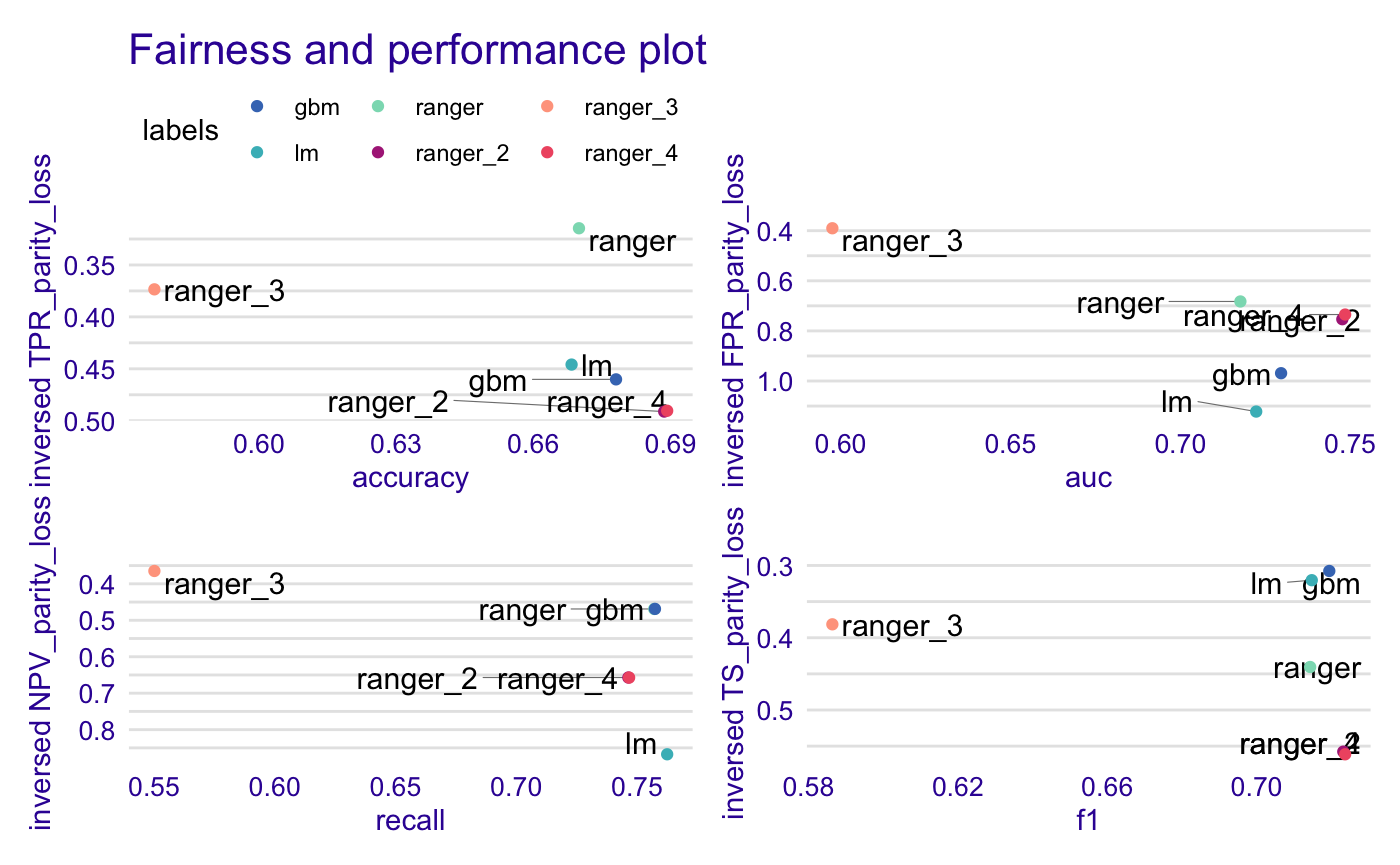 Fairness and performance plot
labels
gbm
ranger
ranger_3
lm
ranger_2
ranger_4
inversed TPR_parity_loss
0.35
0.40
0.45
0.50
ranger
ranger_3
lm
gbm
ranger_2
ranger_4
0.60
0.63
0.66
0.69
accuracy
inversed FPR_parity_loss
0.4
0.6
0.8
1.0
ranger_3
ranger
ranger_4
ranger_2
gbm
lm
0.60
0.65
0.70
0.75
auc
inversed NPV_parity_loss
0.4
0.5
0.6
0.7
0.8
ranger_3
ranger
gbm
ranger_2
ranger_4
lm
0.55
0.60
0.65
0.70
0.75
recall
inversed TS_parity_loss
0.3
0.4
0.5
lm
gbm
ranger_3
ranger
ranger_2
ranger_4
0.58
0.62
0.66
0.70
f1